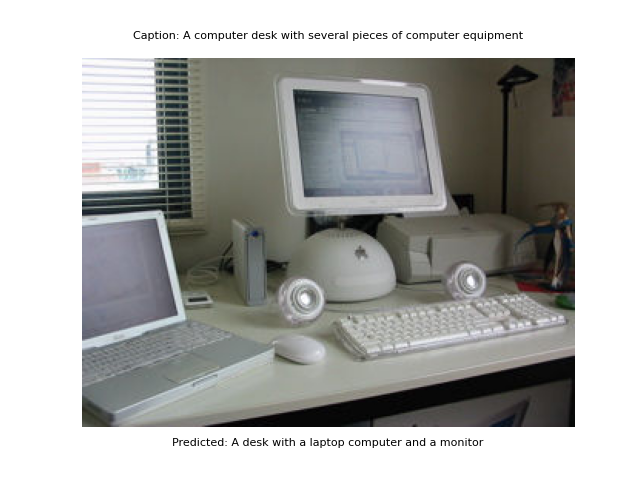 Caption: A computer desk with several pieces of computer equipment
Predicted: A desk with a laptop computer and a monitor